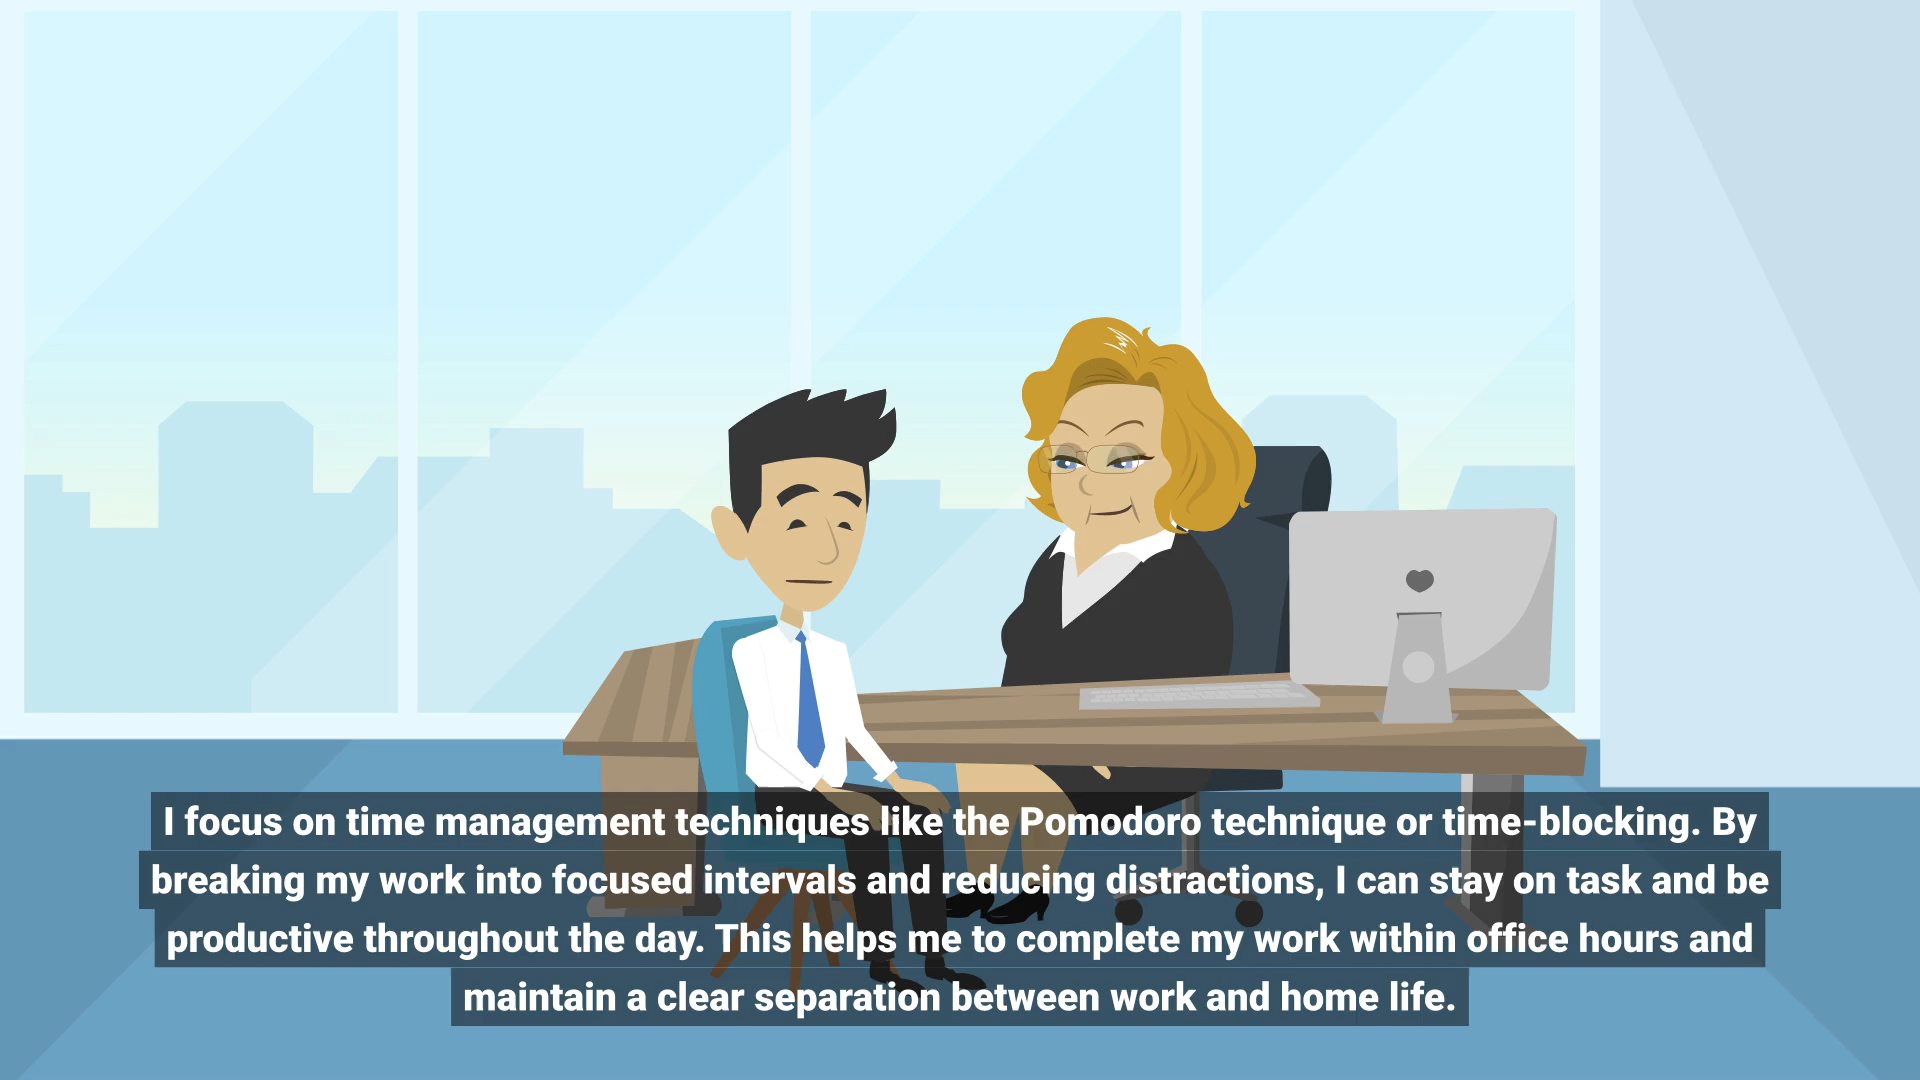 I focus on time management techniques like the Pomodoro technique or time-blocking. By
breaking my work into focused intervals and reducing distractions, I can stay on task and be
productive throughout the day. This helps me to complete my work within office hours and
maintain a clear separation between work and home life.